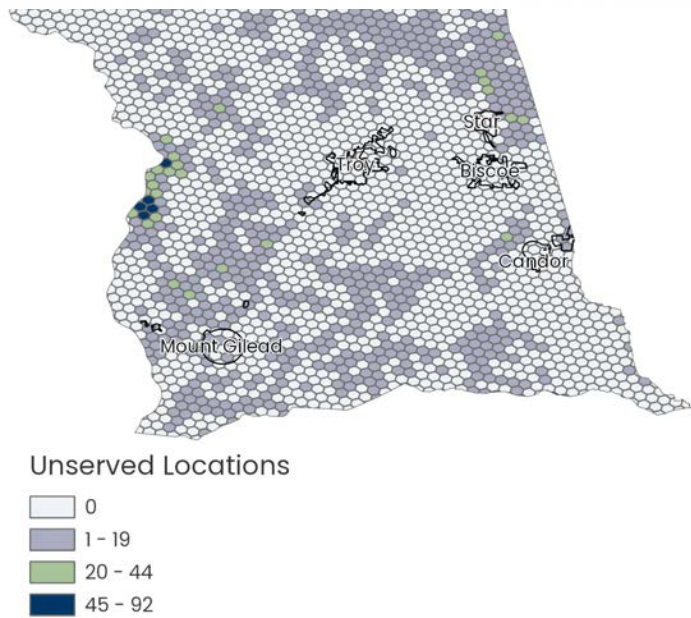 Star
Troy
Biscoe
Candor
Mount Gilead
Unserved Locations
0
1 - 19
20 - 44
45 - 92